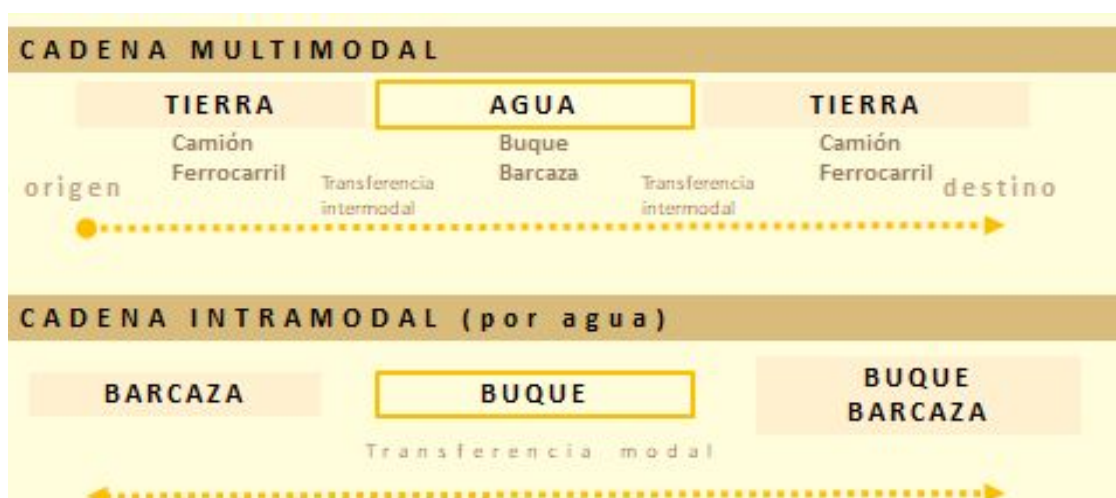 CADENA MULTIMODAL
TIERRA AGUA TIERRA
Camión Buque Camión
Ferrocarril Barcaza Ferrocarril
origen Transferencia intermodal Transferencia intermodal destino
CADENA INTRAMODAL (por agua)
BARCAZA BUQUE BUQUE BARCAZA
Transferencia modal